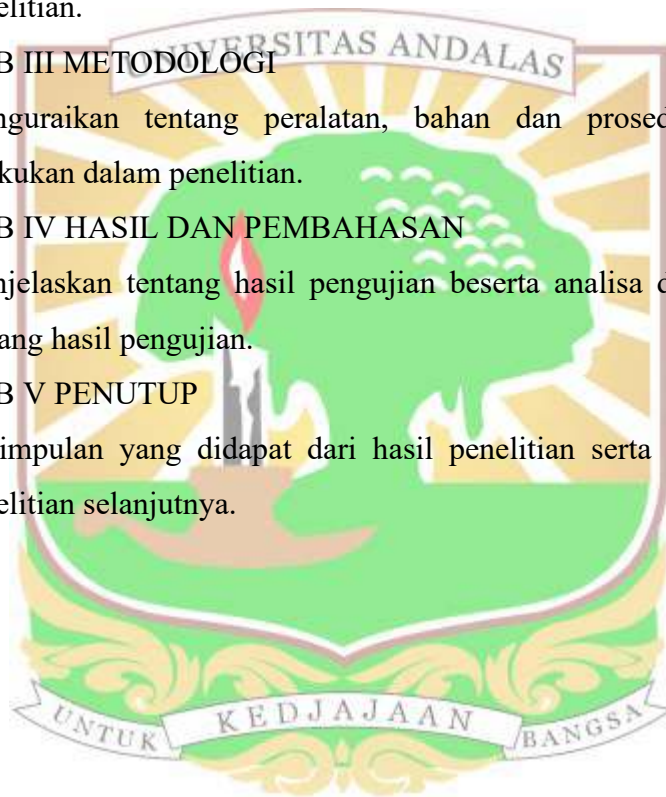 elitian.
UNIVERSITAS ANDALAS
B III METODOLOGI
nguraikan tentang peralatan, bahan dan prosed
kukan dalam penelitian.
B IV HASIL DAN PEMBAHASAN
njelaskan tentang hasil pengujian beserta analisa d
ang hasil pengujian.
B V PENUTUP
impulan yang didapat dari hasil penelitian serta
elitian selanjutnya.
UNTUK KEDJAJAAN BANGSA